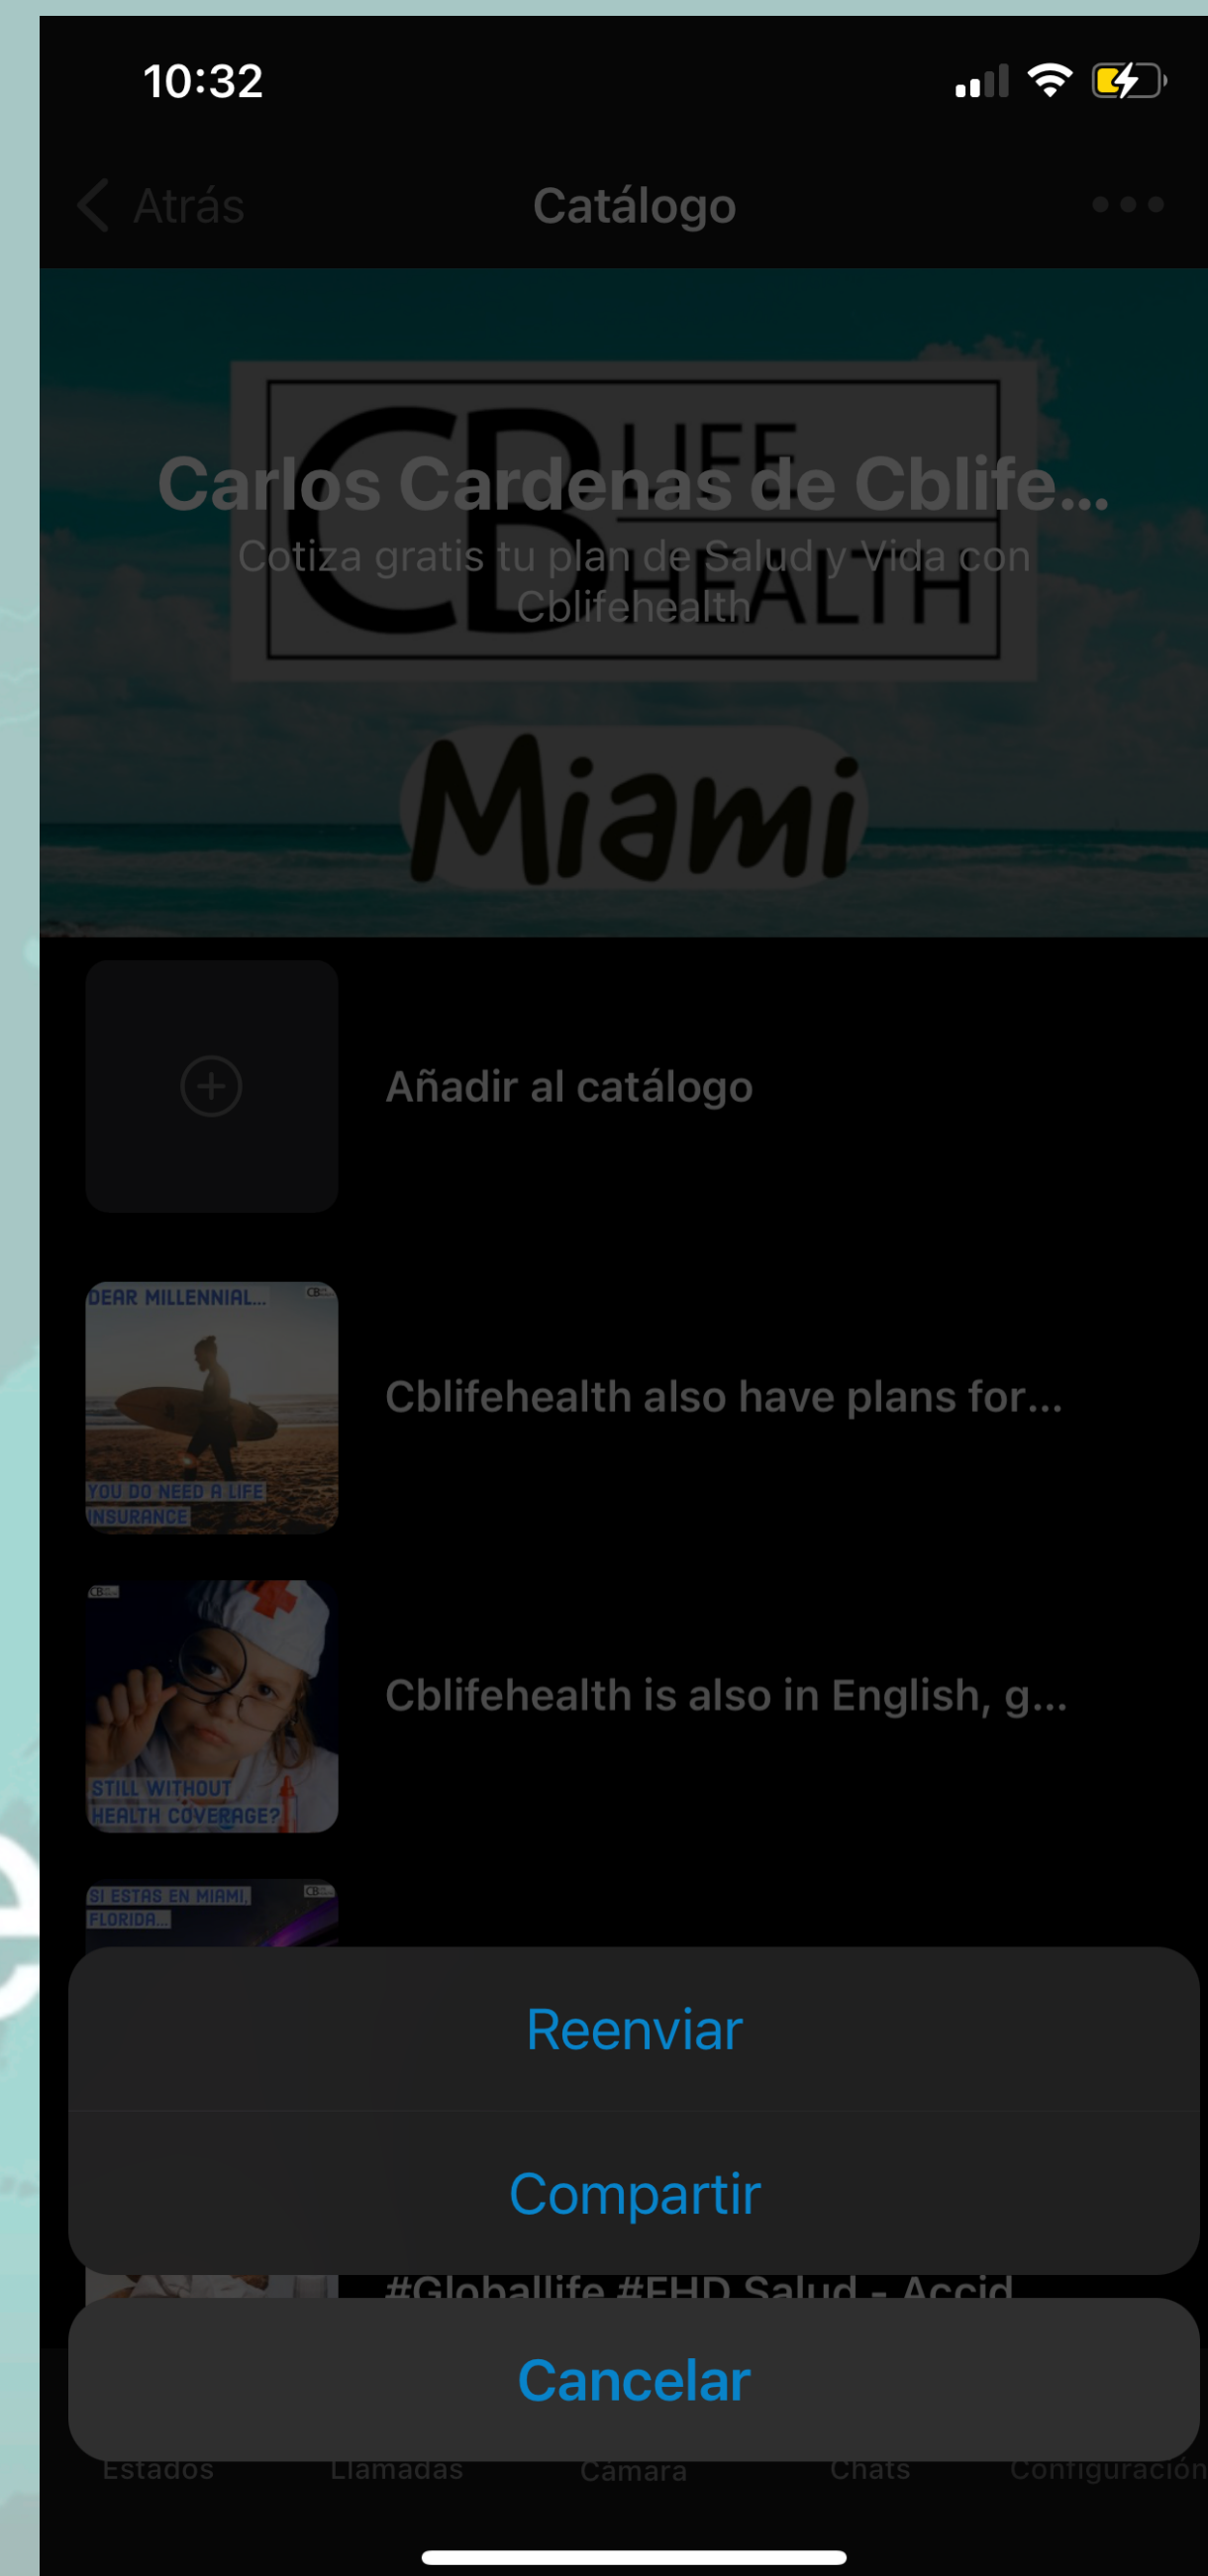 10:32
Atrás
Catálogo
•••
CB LIFE
HEALTH
Carlos Cardenas de Cblife...
Cotiza gratis tu plan de Salud y Vida con
Cblifehealth
Miami
Añadir al catálogo
DEAR MILLENNIAL...
CB
YOU DO NEED A LIFE
INSURANCE
Cblifehealth also have plans for...
CB
STILL WITHOUT
HEALTH COVERAGE?
Cblifehealth is also in English, g...
SI ESTAS EN MIAMI,
FLORIDA...
CB
Reenviar
Compartir
#Globallife #FHD Salud - Accid
Cancelar
Estados
Llamadas
Cámara
Chats
Configuración